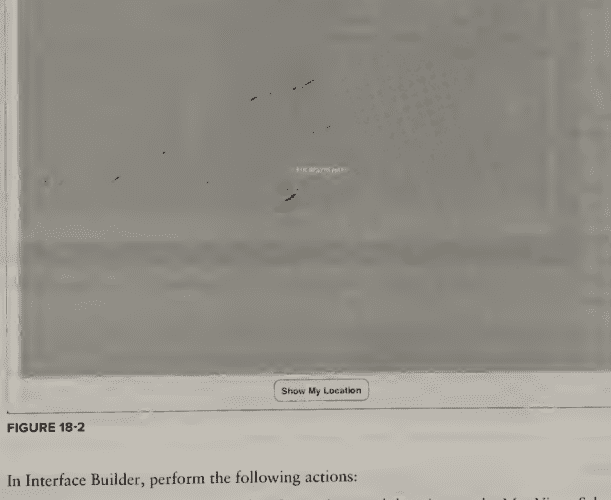 Show My Location
FIGURE 18-2
In Interface Builder, perform the following actions: